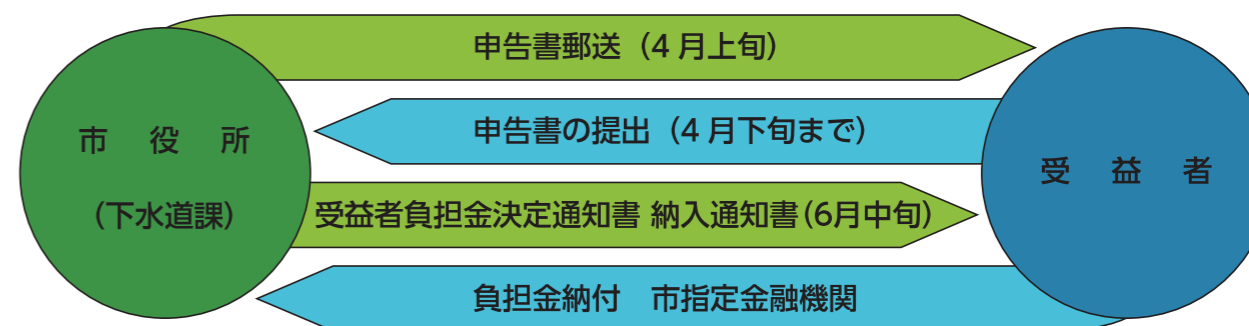 申告書郵送（4月上旬）
申告書の提出（4月下旬まで）
市役所
（下水道課）
受益者
受益者負担金決定通知書 納入通知書（6月中旬）
負担金納付　市指定金融機関